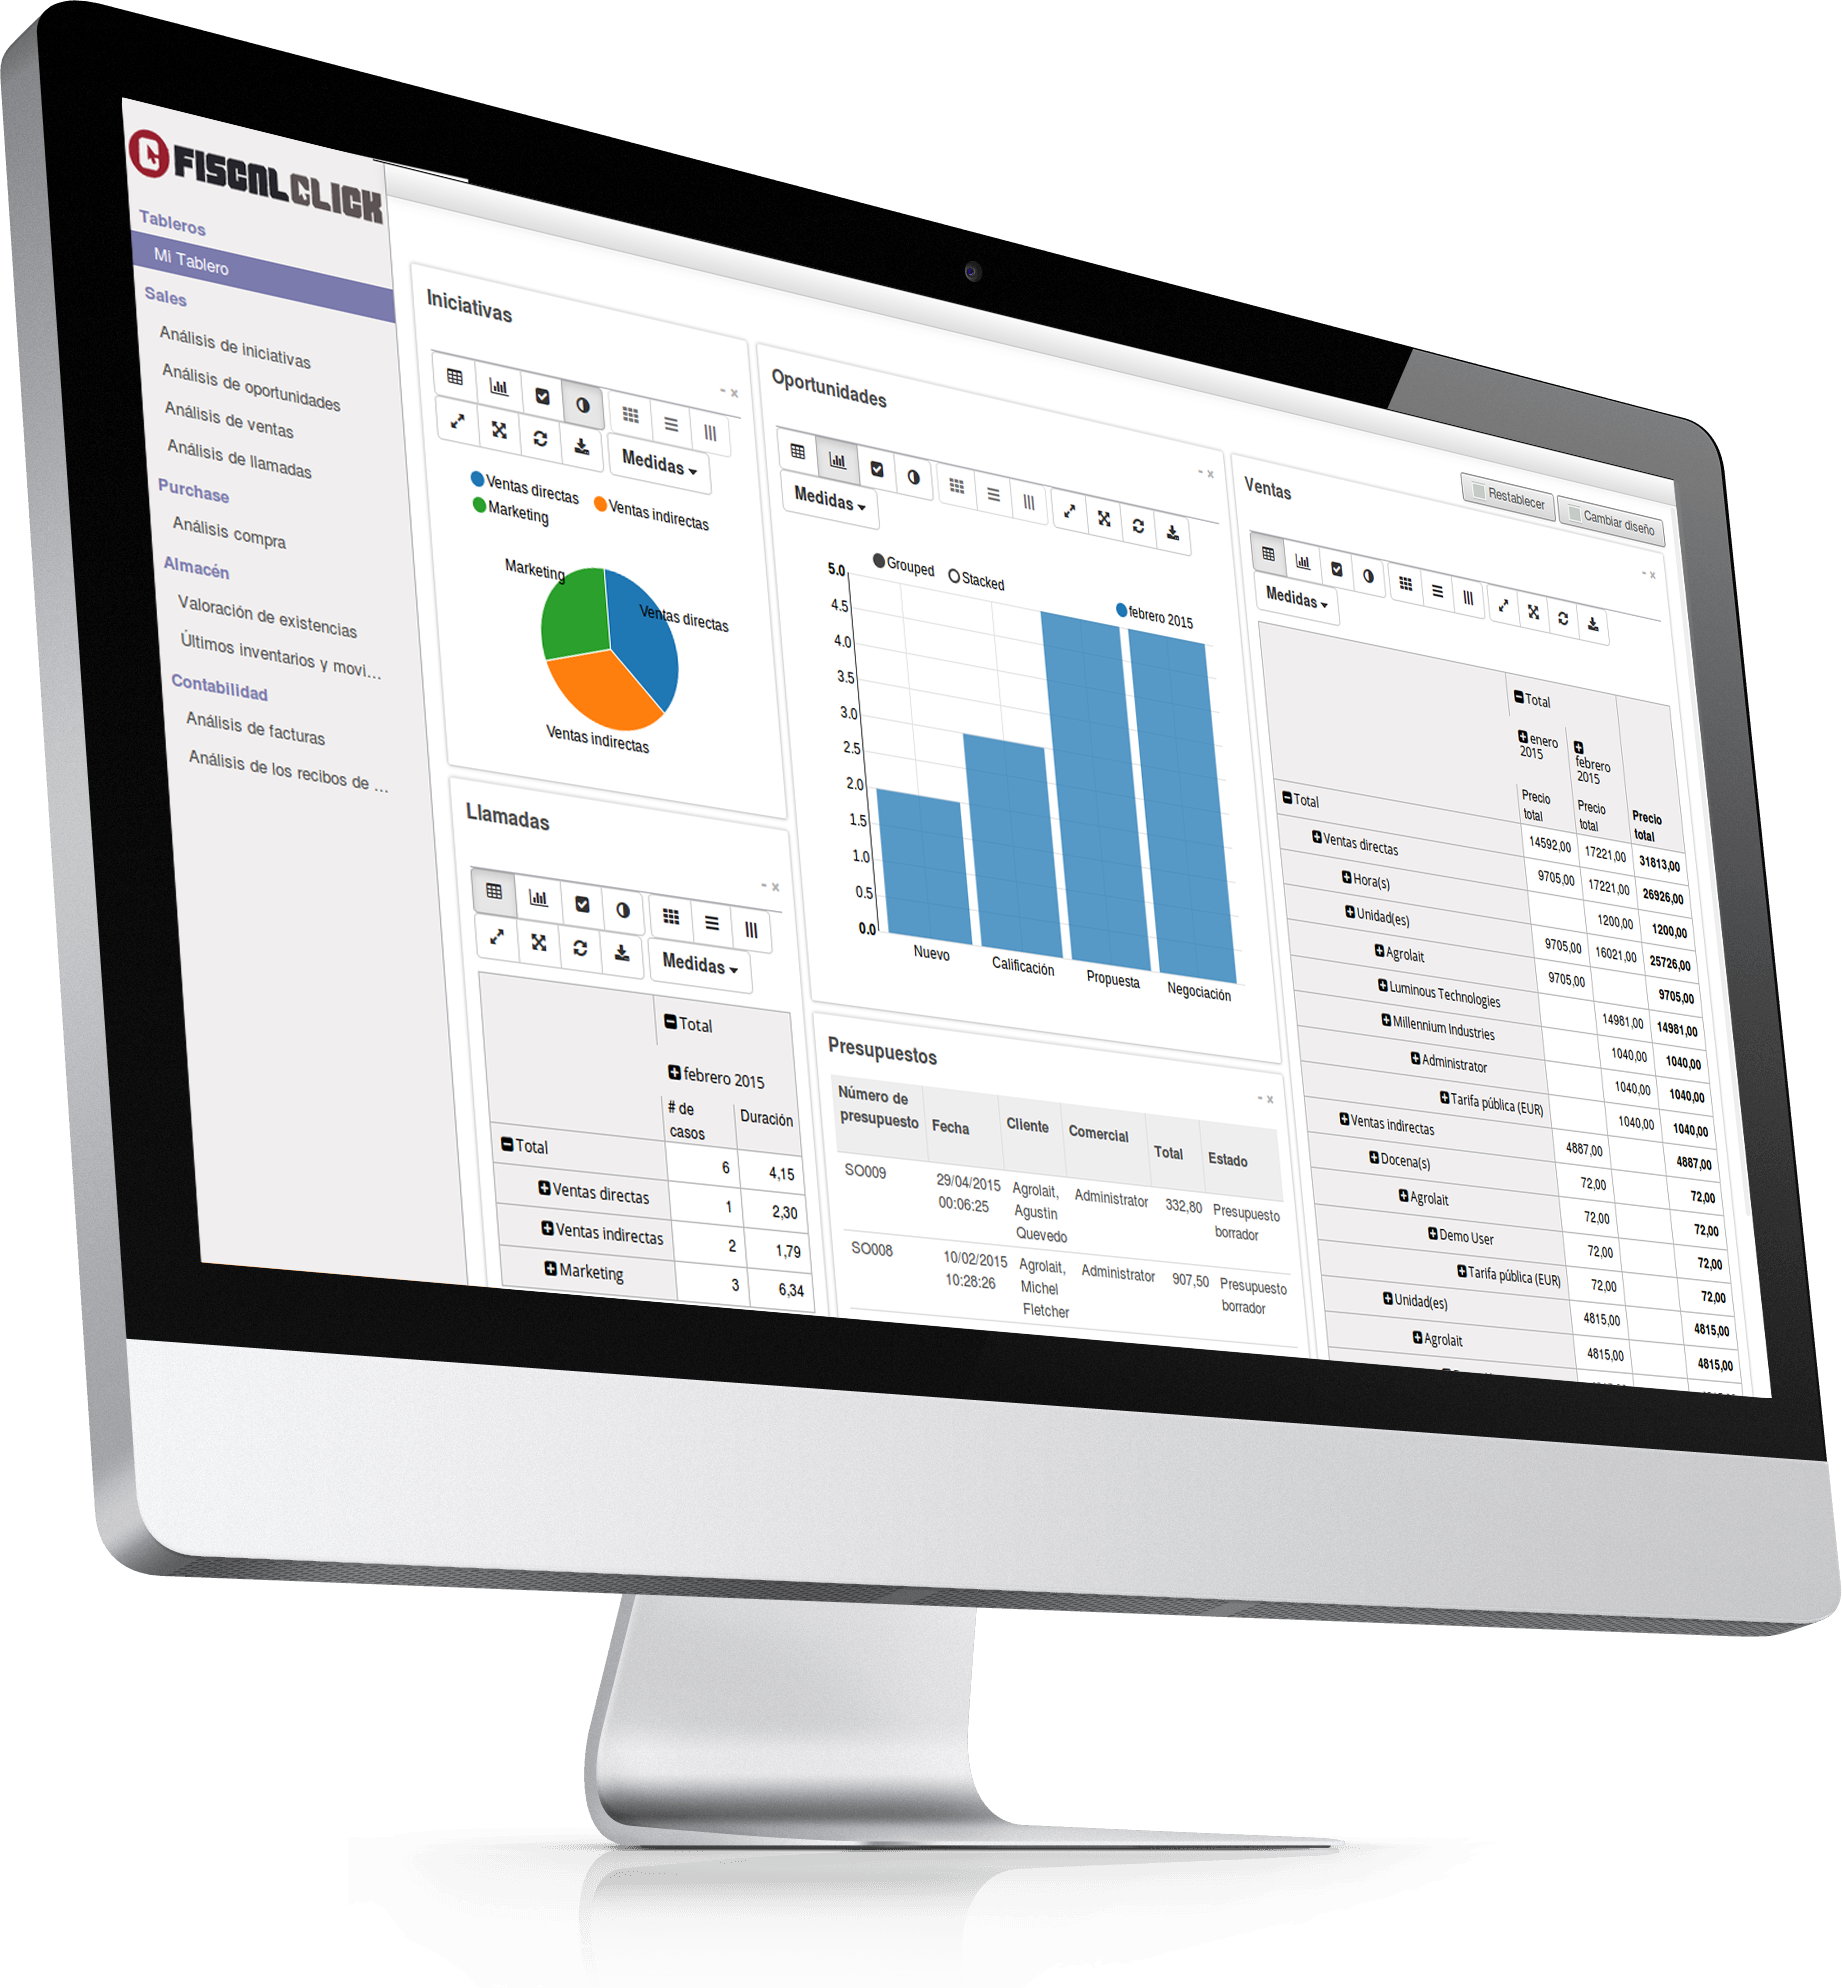 FISCALCLICK
Tableros
Mi Tablero
Sales
Análisis de iniciativas
Análisis de oportunidades
Análisis de ventas
Análisis de llamadas
Purchase
Análisis compra
Almacén
Valoración de existencias
Últimos inventarios y movi...
Contabilidad
Análisis de facturas
Análisis de los recibos de ...
Iniciativas
Medidas
Ventas directas
Ventas indirectas
Marketing
Marketing
Ventas directas
Ventas indirectas
Llamadas
Medidas
Total
febrero 2015
# de casos Duración
Total 6 4,15
Ventas directas 1 2,30
Ventas indirectas 2 1,79
Marketing 3 6,34
Oportunidades
Medidas
Grouped Stacked
febrero 2015
5.0
4.5
4.0
3.5
3.0
2.5
2.0
1.5
1.0
0.5
0.0
Nuevo Calificación Propuesta Negociación
Presupuestos
Número de presupuesto Fecha Cliente Comercial Total Estado
SO009 29/04/2015 00:06:25 Agrolait, Agustin Quevedo Administrator 332,80 Presupuesto borrador
SO008 10/02/2015 10:28:26 Agrolait, Michel Fletcher Administrator 907,50 Presupuesto borrador
Restablecer Cambiar diseño
Ventas
Medidas
Total
enero 2015 febrero 2015
Precio total Precio total Precio total
Total 14592,00 17221,00 31813,00
Ventas directas 9705,00 17221,00 26926,00
Hora(s) 1200,00 1200,00
Unidad(es) 9705,00 16021,00 25726,00
Agrolait 9705,00 9705,00
Luminous Technologies 14981,00 14981,00
Millennium Industries 1040,00 1040,00
Administrator 1040,00 1040,00
Tarifa pública (EUR) 1040,00 1040,00
Ventas indirectas 4887,00 4887,00
Docena(s) 72,00 72,00
Agrolait 72,00 72,00
Demo User 72,00 72,00
Tarifa pública (EUR) 72,00 72,00
Unidad(es) 4815,00 4815,00
Agrolait 4815,00 4815,00